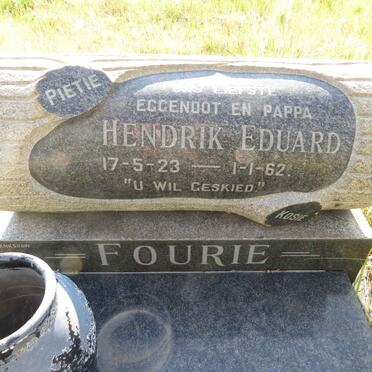 PIETIE
ONS LIEFSTE
EGGENOOT EN PAPPA
HENDRIK EDUARD
17-5-23 — 1-1-62.
"U WIL GESKIED."
KOSIE
FOURIE